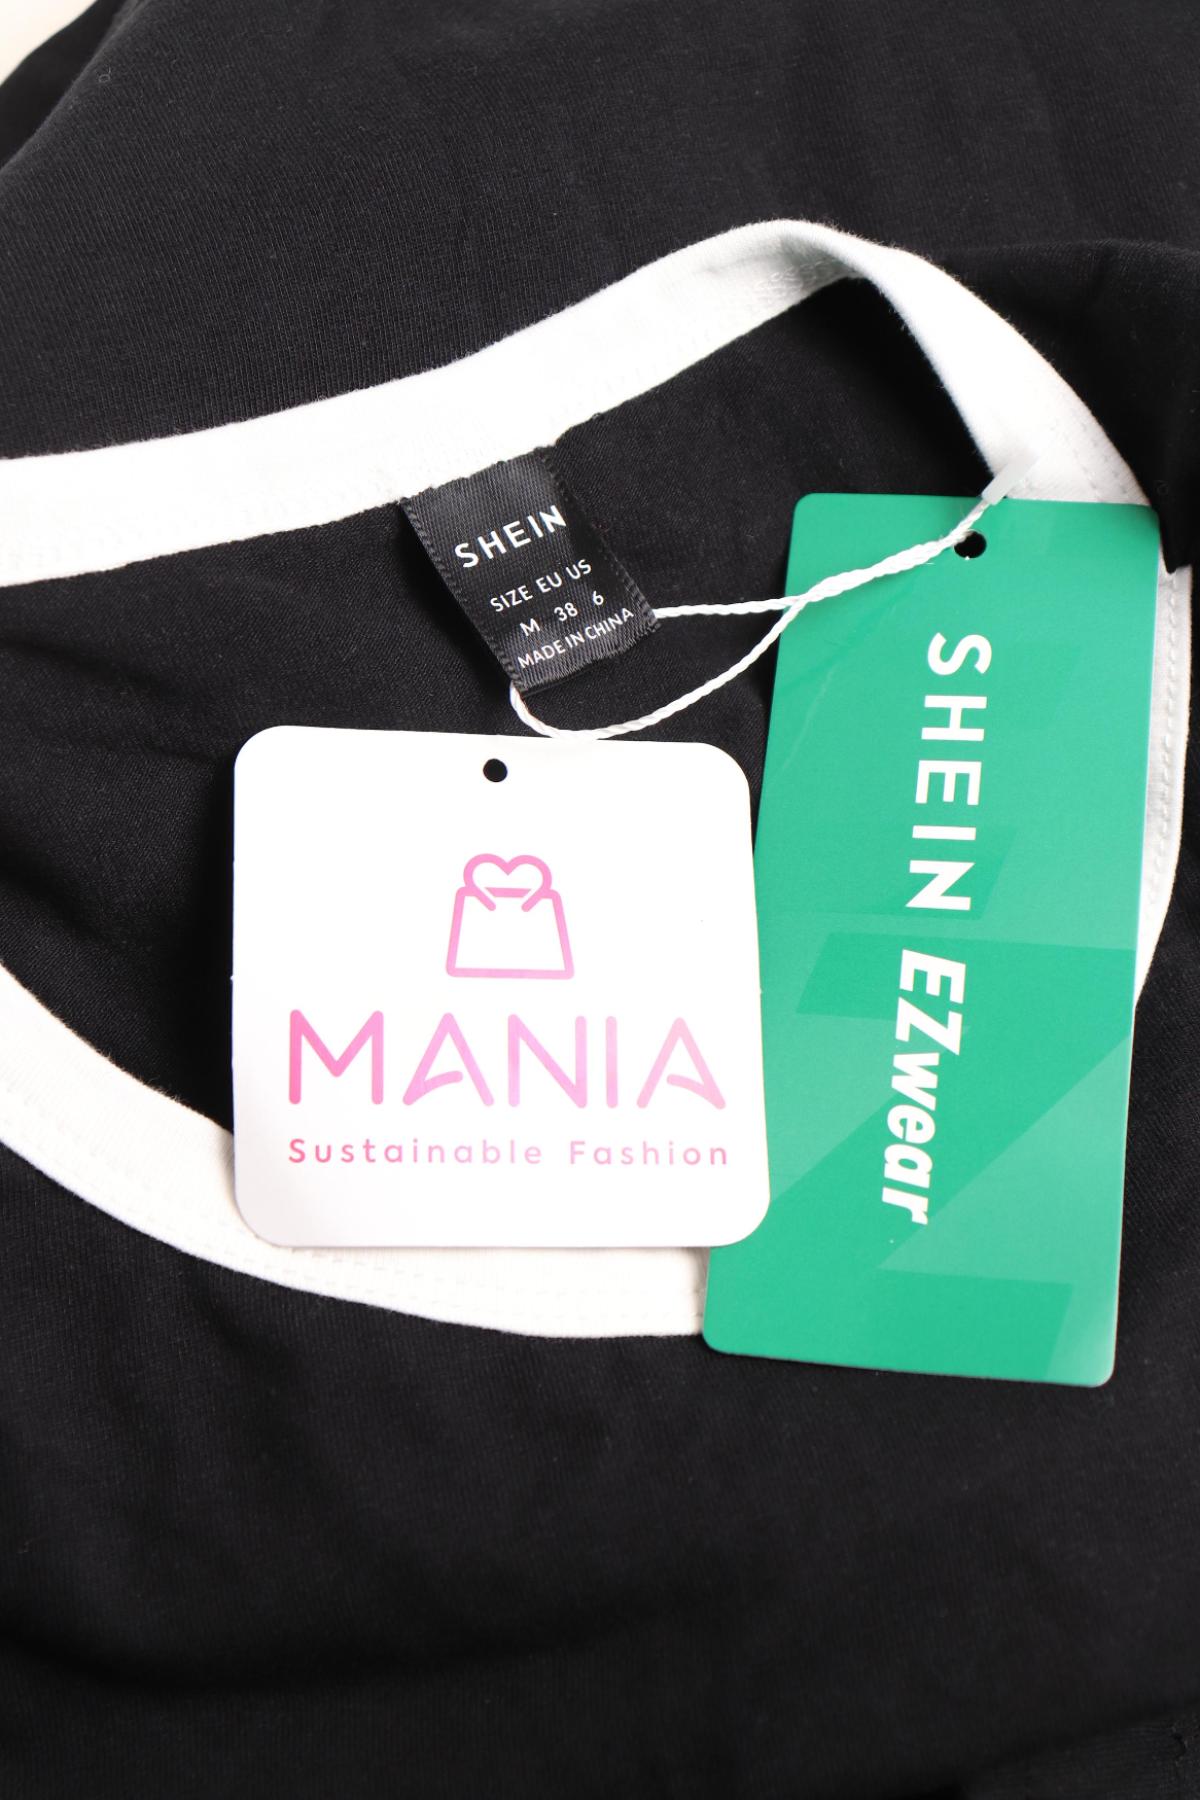 SHEIN
SIZE EU US
M 38 6
MADE IN CHINA
MANIA
Sustainable Fashion
SHEIN EZwear